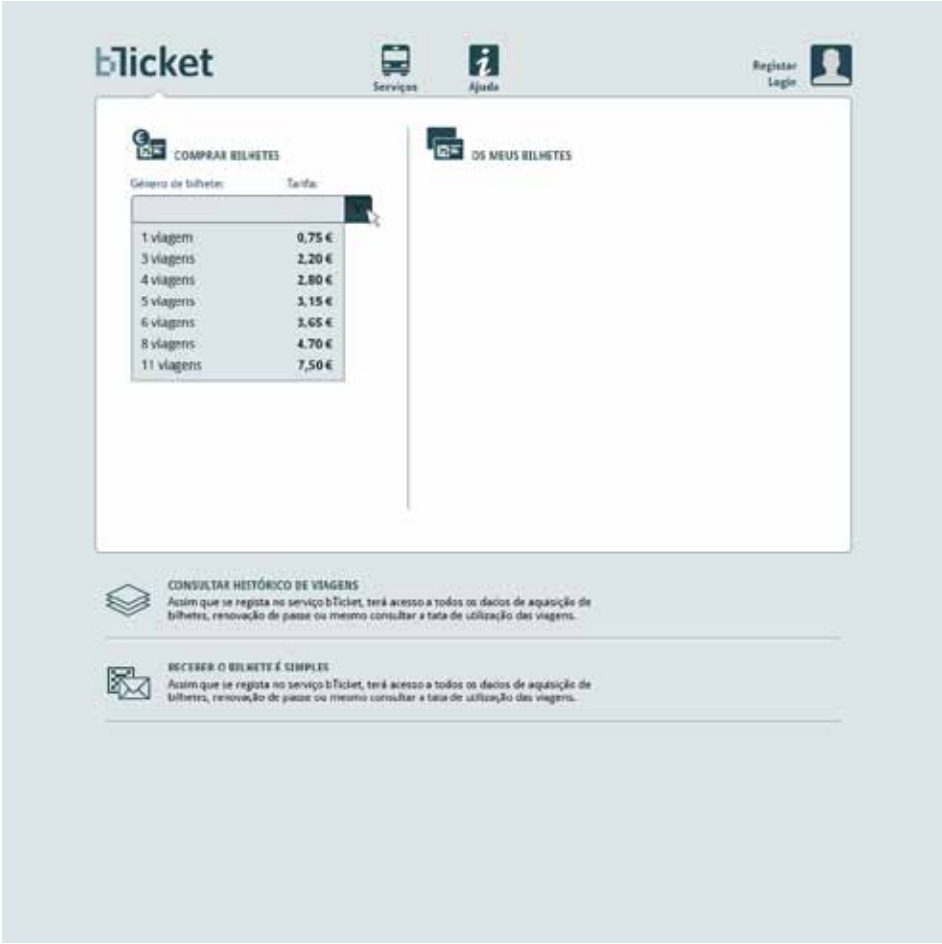 bTicket
Serviços
Ajuda
Registar
Login
COMPRAR BILHETES
Género de bilhete:
Tarifa:
1 viagem 0,75 €
3 viagens 2,20 €
4 viagens 2,80 €
5 viagens 3,15 €
6 viagens 3,65 €
8 viagens 4,70 €
11 viagens 7,50 €
OS MEUS BILHETES
CONSULTAR HISTÓRICO DE VIAGENS
Assim que se regista no serviço bTicket, terá acesso a todos os dados de aquisição de
bilhetes, renovação de passe ou mesmo consultar a tata de utilização das viagens.
RECEBER O BILHETE É SIMPLES
Assim que se regista no serviço bTicket, terá acesso a todos os dados de aquisição de
bilhetes, renovação de passe ou mesmo consultar a tata de utilização das viagens.